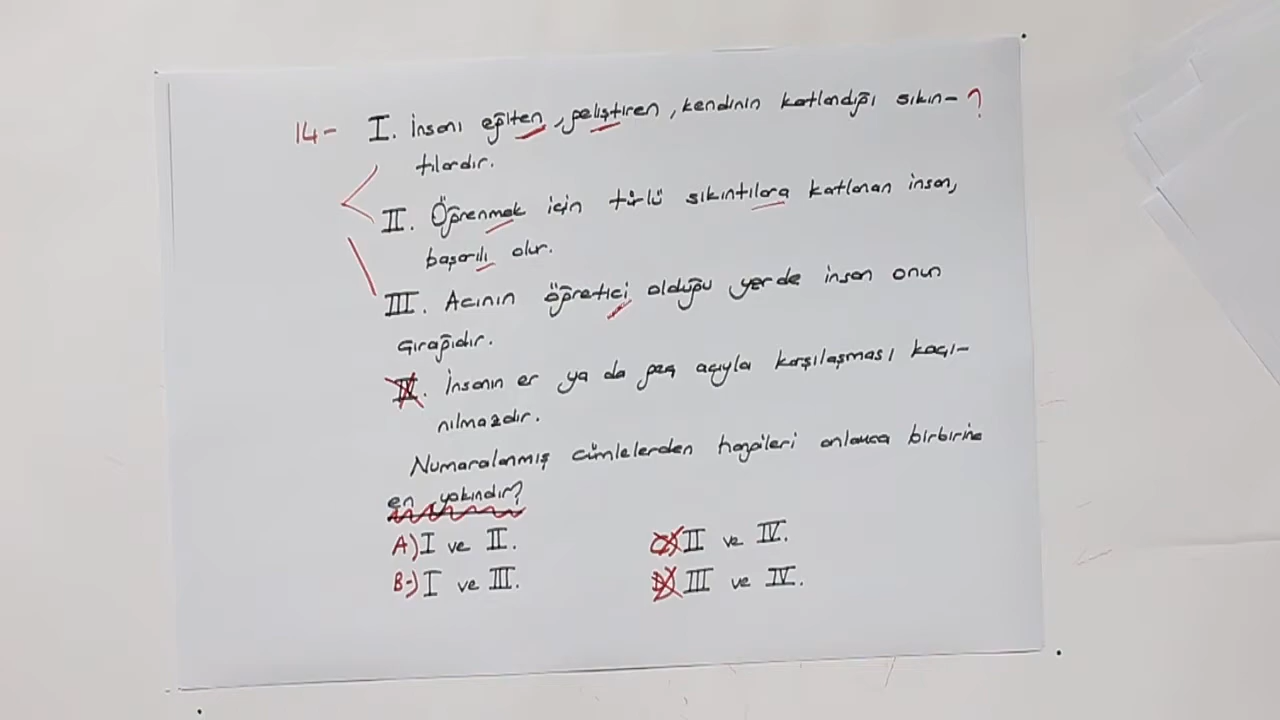 14- I. İnsanı eğiten, geliştiren, kendinin katlandığı sıkın- ?
tılardır.
II. Öğrenmek için türlü sıkıntılara katlanan insan,
başarılı olur.
III. Acının öğretici olduğu yerde insan onun
çırağıdır.
IV. İnsanın er ya da geç acıyla karşılaşması kaçı-
nılmazdır.
Numaralanmış cümlelerden hangileri anlamca birbirine
en yakındır?
A) I ve II. C) II ve IV.
B-) I ve III. D) III ve IV.